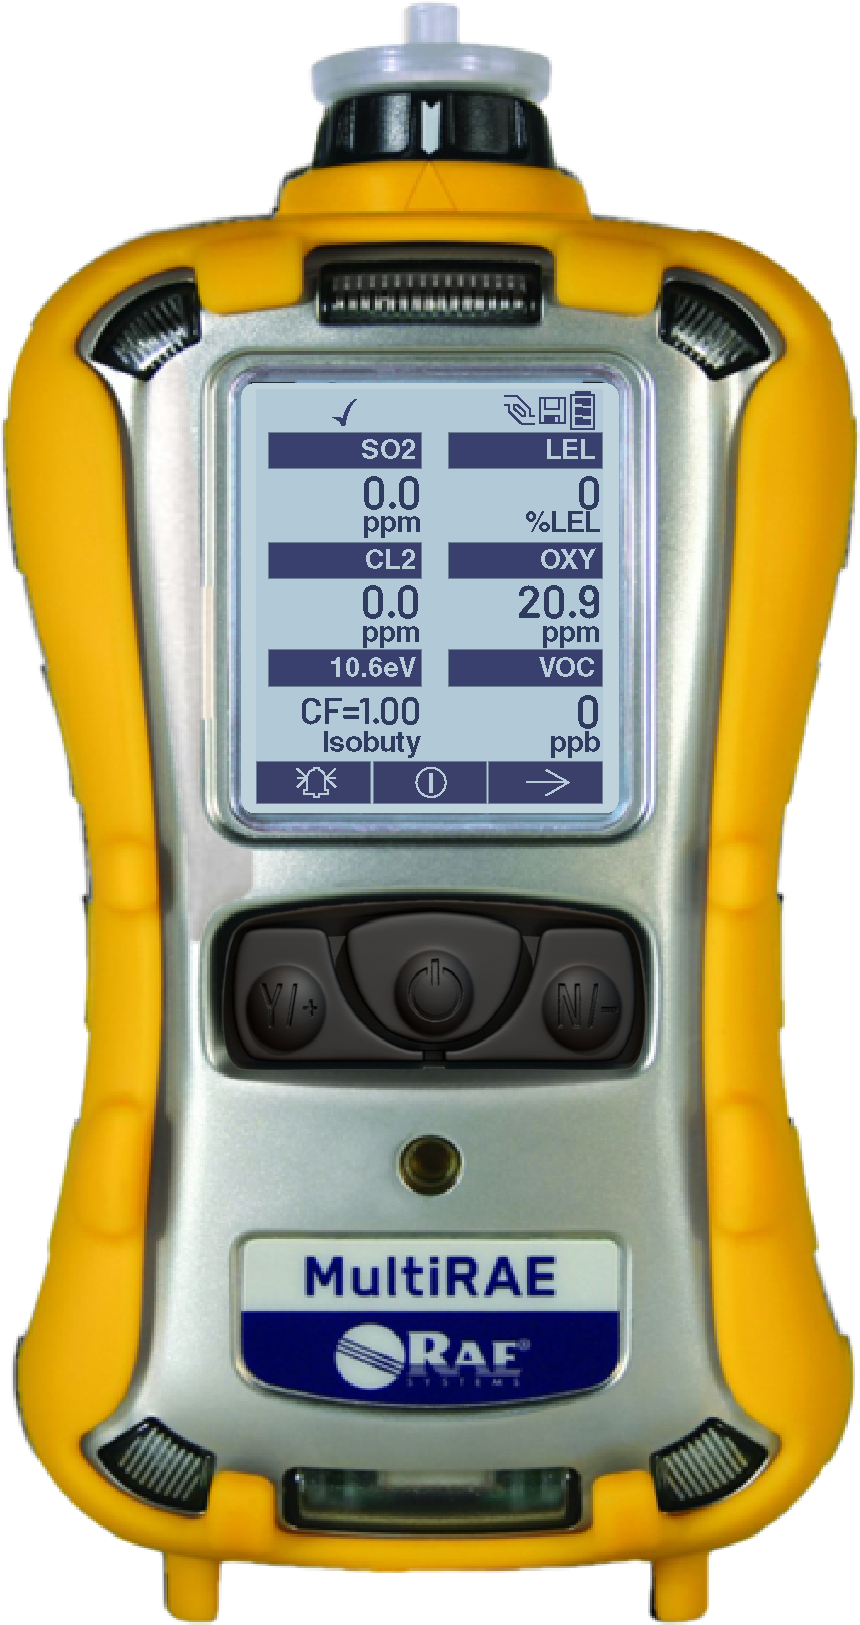 SO2 LEL
0.0 0
ppm %LEL
CL2 OXY
0.0 20.9
ppm ppm
10.6eV VOC
CF=1.00 0
Isobuty ppb
Y/+ N/-
MultiRAE
RAE®
SYSTEMS